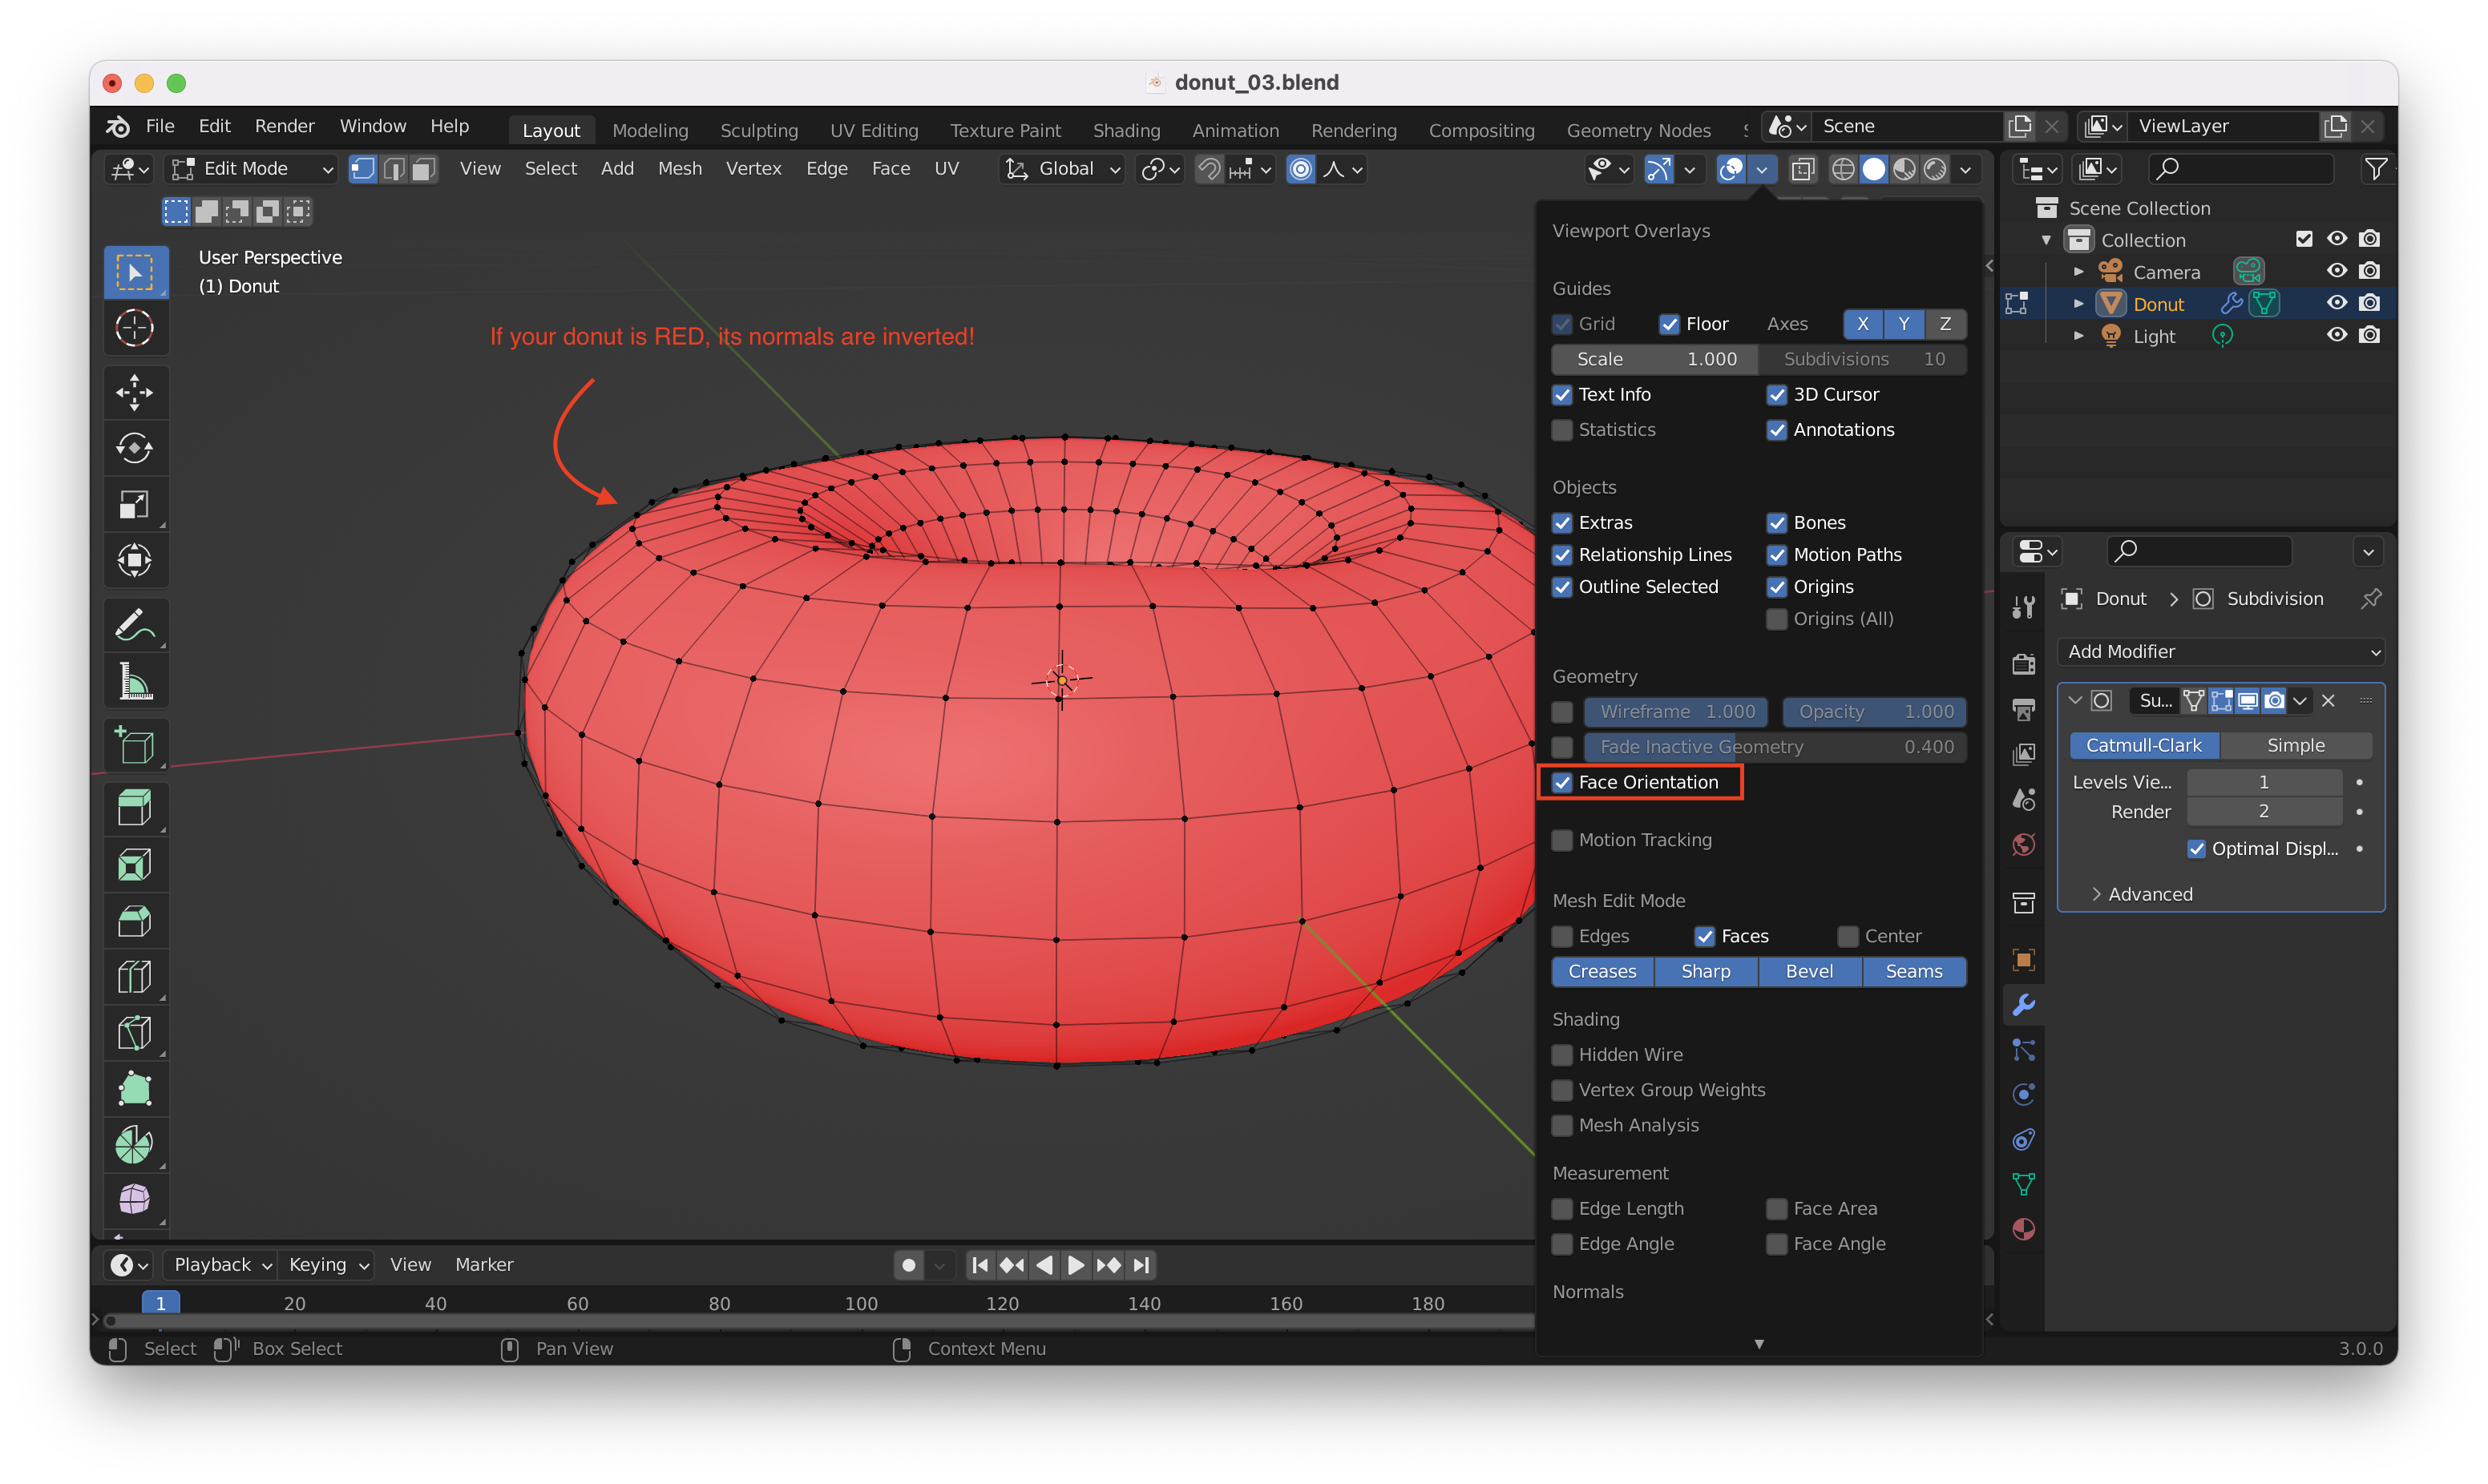 donut_03.blend
File Edit Render Window Help Layout Modeling Sculpting UV Editing Texture Paint Shading Animation Rendering Compositing Geometry Nodes Scene ViewLayer
Edit Mode View Select Add Mesh Vertex Edge Face UV Global
User Perspective
(1) Donut
If your donut is RED, its normals are inverted!
Viewport Overlays
Guides
Grid Floor Axes X Y Z
Scale 1.000 Subdivisions 10
Text Info 3D Cursor
Statistics Annotations
Objects
Extras Bones
Relationship Lines Motion Paths
Outline Selected Origins
Origins (All)
Geometry
Wireframe 1.000 Opacity 1.000
Fade Inactive Geometry 0.400
Face Orientation
Motion Tracking
Mesh Edit Mode
Edges Faces Center
Creases Sharp Bevel Seams
Shading
Hidden Wire
Vertex Group Weights
Mesh Analysis
Measurement
Edge Length Face Area
Edge Angle Face Angle
Normals
Scene Collection
Collection
Camera
Donut
Light
Donut Subdivision
Add Modifier
Su...
Catmull-Clark Simple
Levels Vie... 1
Render 2
Optimal Displ...
Advanced
Playback Keying View Marker
1 20 40 60 80 100 120 140 160 180
Select Box Select Pan View Context Menu 3.0.0